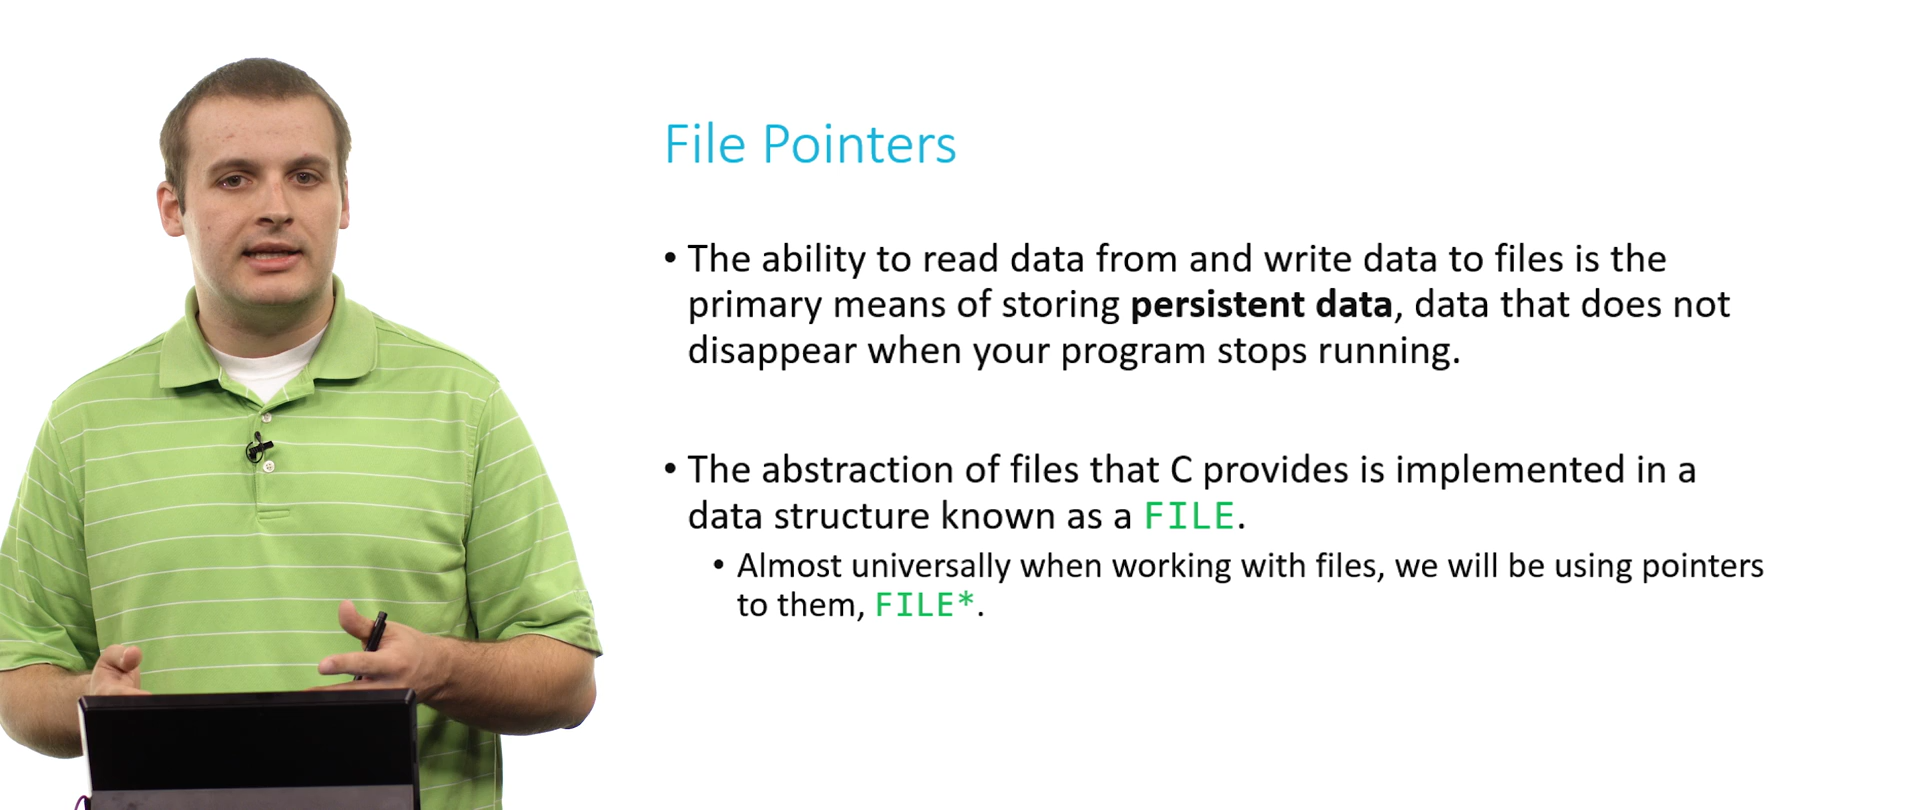 File Pointers
• The ability to read data from and write data to files is the
primary means of storing persistent data, data that does not
disappear when your program stops running.
• The abstraction of files that C provides is implemented in a
data structure known as a FILE.
• Almost universally when working with files, we will be using pointers
to them, FILE*.